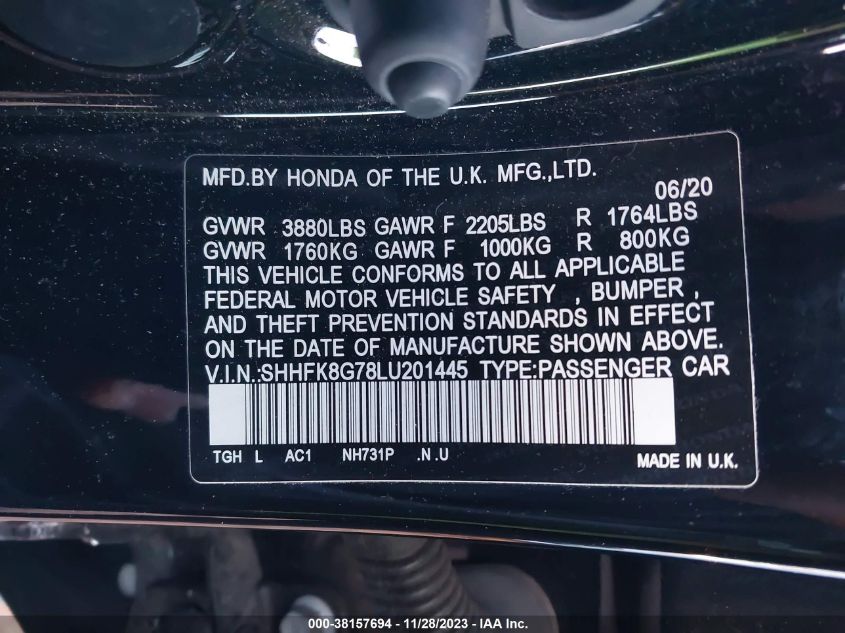 MFD.BY HONDA OF THE U.K. MFG.,LTD.
06/20
GVWR 3880LBS GAWR F 2205LBS R 1764LBS
GVWR 1760KG GAWR F 1000KG R 800KG
THIS VEHICLE CONFORMS TO ALL APPLICABLE
FEDERAL MOTOR VEHICLE SAFETY , BUMPER ,
AND THEFT PREVENTION STANDARDS IN EFFECT
ON THE DATE OF MANUFACTURE SHOWN ABOVE.
V.I.N.:SHHFK8G78LU201445 TYPE:PASSENGER CAR
TGH L AC1 NH731P .N .U
MADE IN U.K.
000-38157694 - 11/28/2023 - IAA Inc.